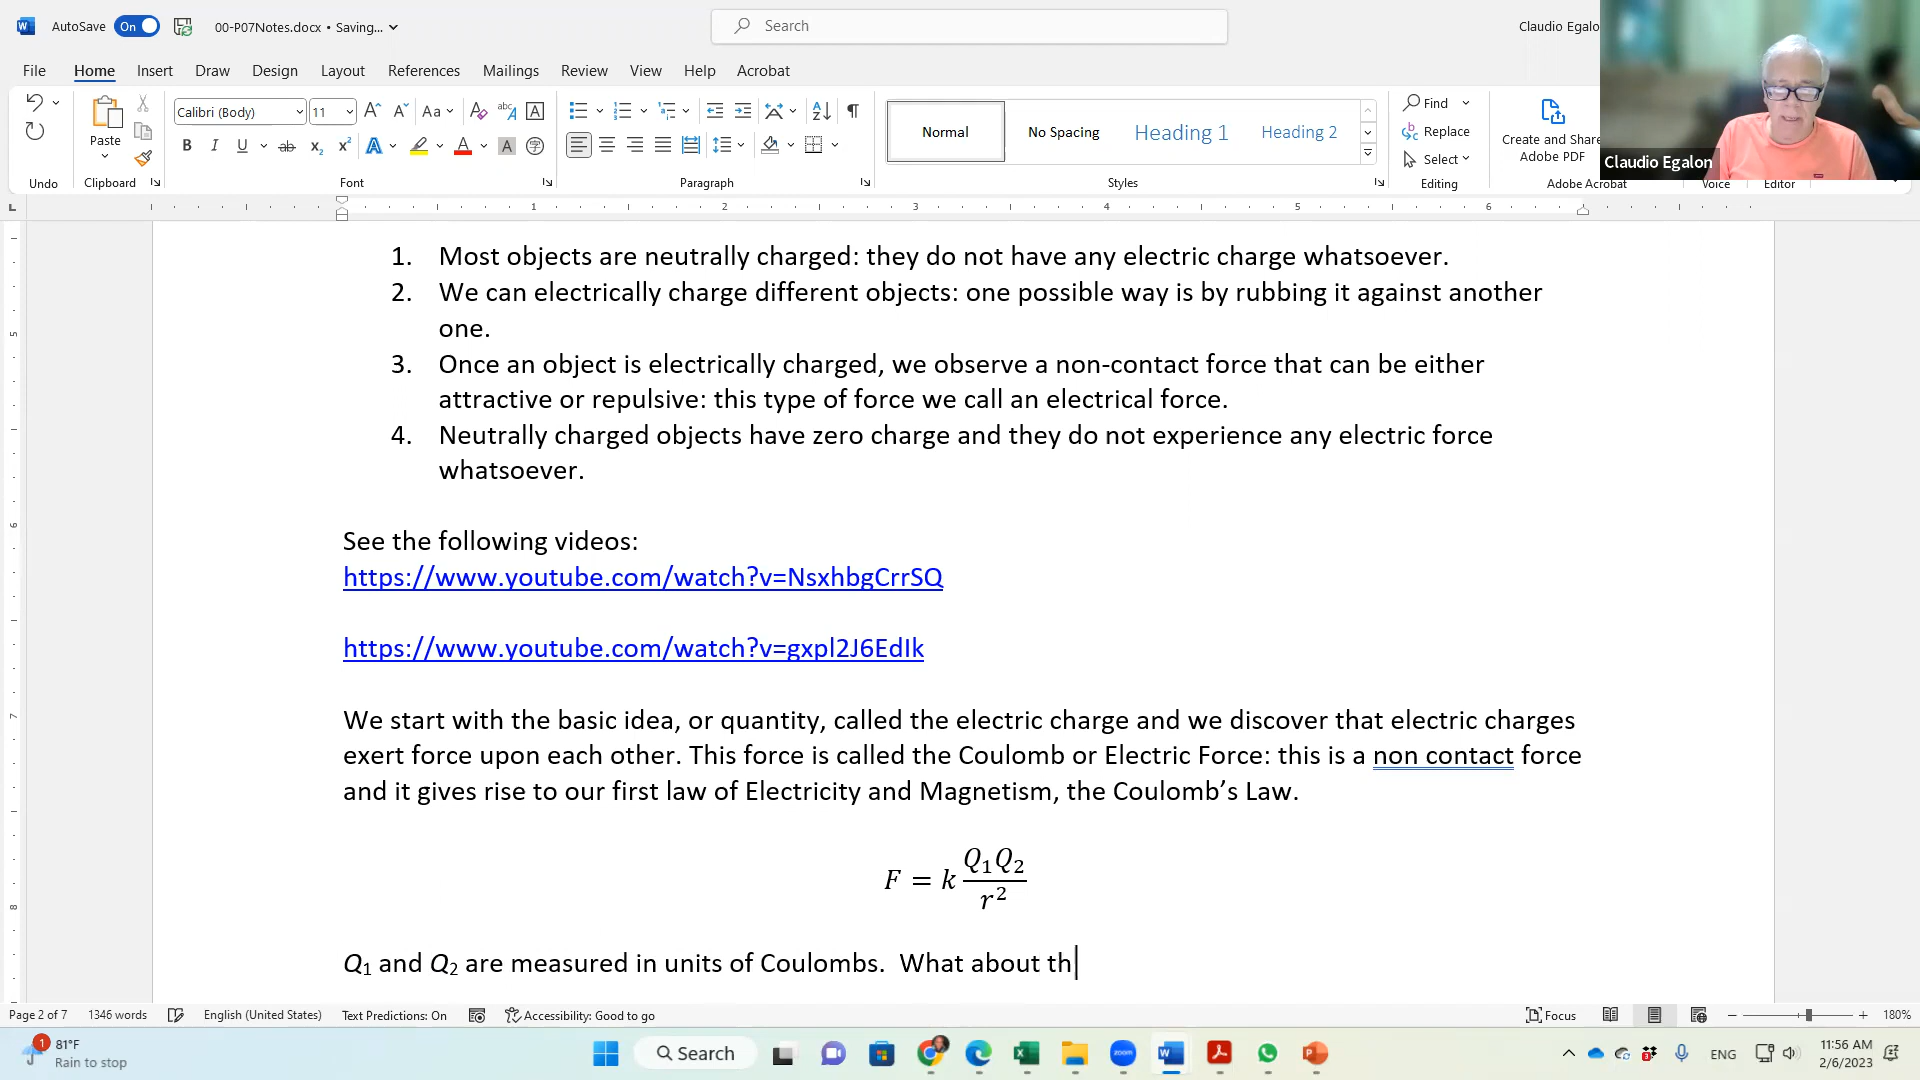 AutoSave On 00-P07Notes.docx • Saving... Search Claudio Egalo
File Home Insert Draw Design Layout References Mailings Review View Help Acrobat
Paste Calibri (Body) 11 Aa Normal No Spacing Heading 1 Heading 2 Find Replace Select Create and Share Adobe PDF
Claudio Egalon
Undo Clipboard Font Paragraph Styles Editing Adobe Acrobat Voice Editor
1 2 3 4 5 6
1. Most objects are neutrally charged: they do not have any electric charge whatsoever.
2. We can electrically charge different objects: one possible way is by rubbing it against another
one.
3. Once an object is electrically charged, we observe a non-contact force that can be either
attractive or repulsive: this type of force we call an electrical force.
4. Neutrally charged objects have zero charge and they do not experience any electric force
whatsoever.
See the following videos:
https://www.youtube.com/watch?v=NsxhbgCrrSQ
https://www.youtube.com/watch?v=gxpl2J6EdIk
We start with the basic idea, or quantity, called the electric charge and we discover that electric charges
exert force upon each other. This force is called the Coulomb or Electric Force: this is a non contact force
and it gives rise to our first law of Electricity and Magnetism, the Coulomb’s Law.
F = k Q₁Q₂ / r²
Q₁ and Q₂ are measured in units of Coulombs.  What about th
Page 2 of 7 1346 words English (United States) Text Predictions: On Accessibility: Good to go Focus 180%
1 81°F Rain to stop Search zoom 3 ENG 11:56 AM 2/6/2023